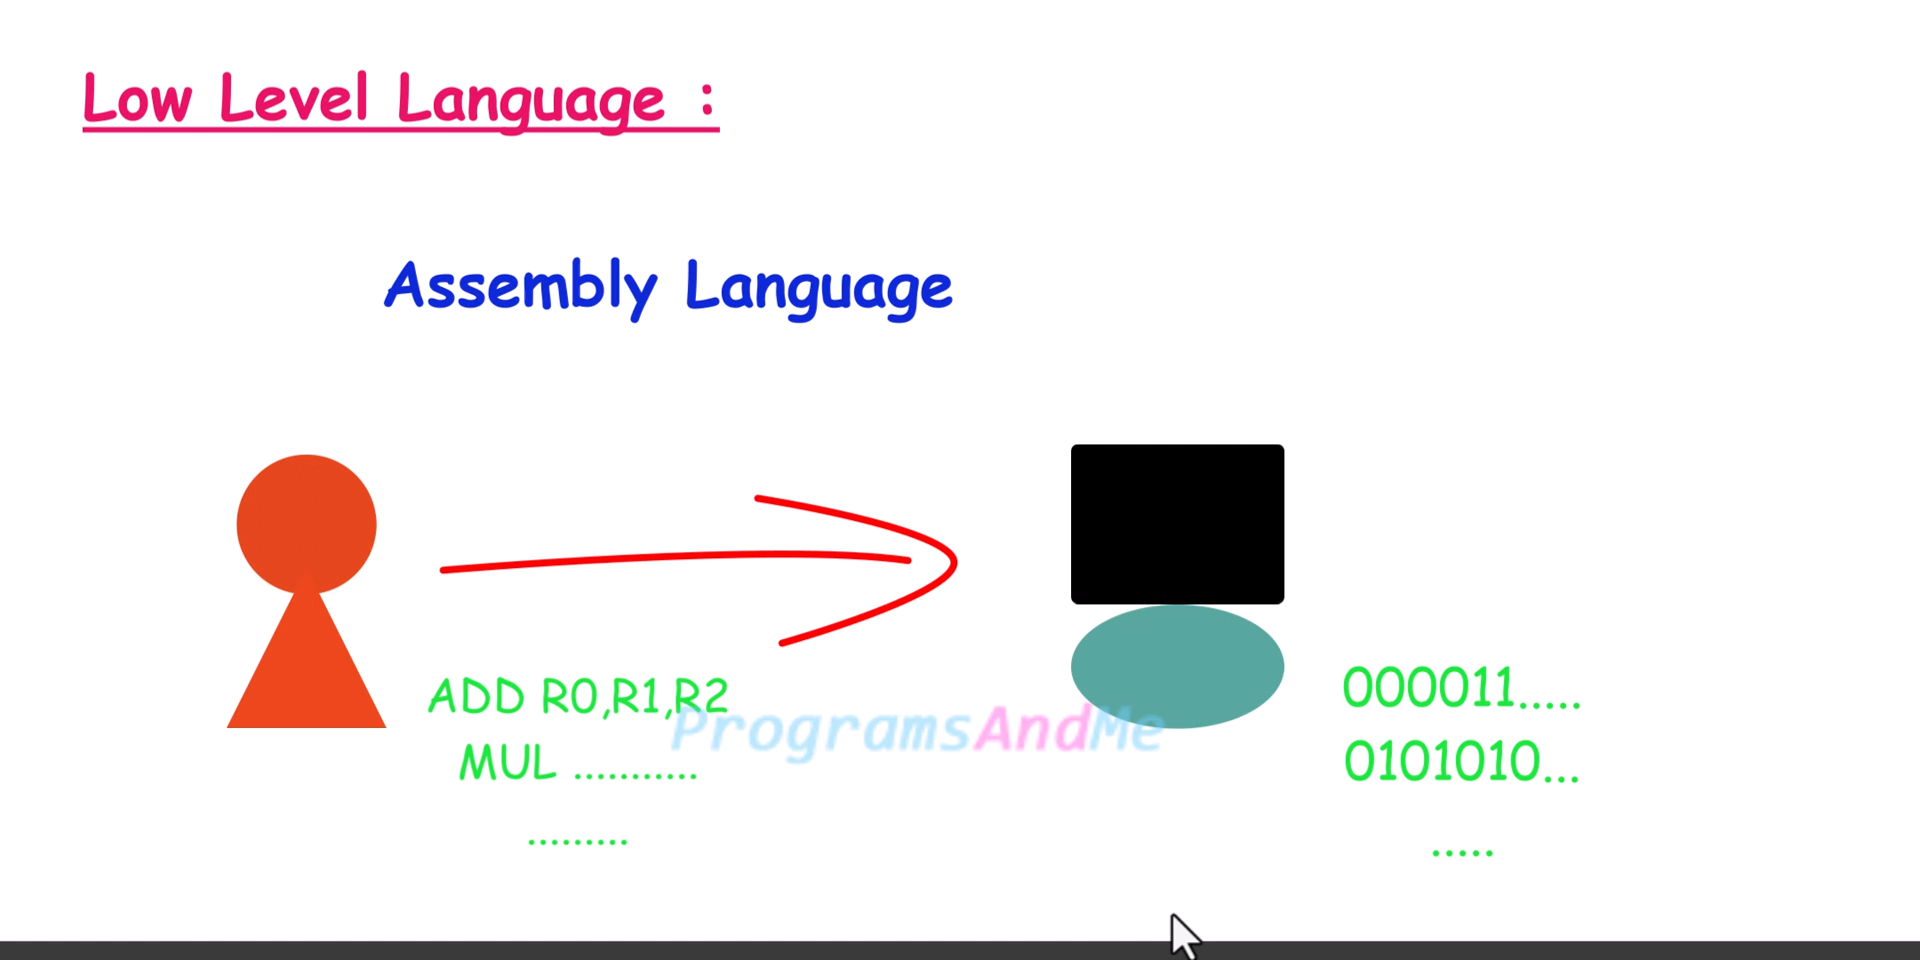 Low Level Language :
Assembly Language
ADD R0,R1,R2
MUL ...........
.........
ProgramsAndMe
000011.....
0101010...
.....